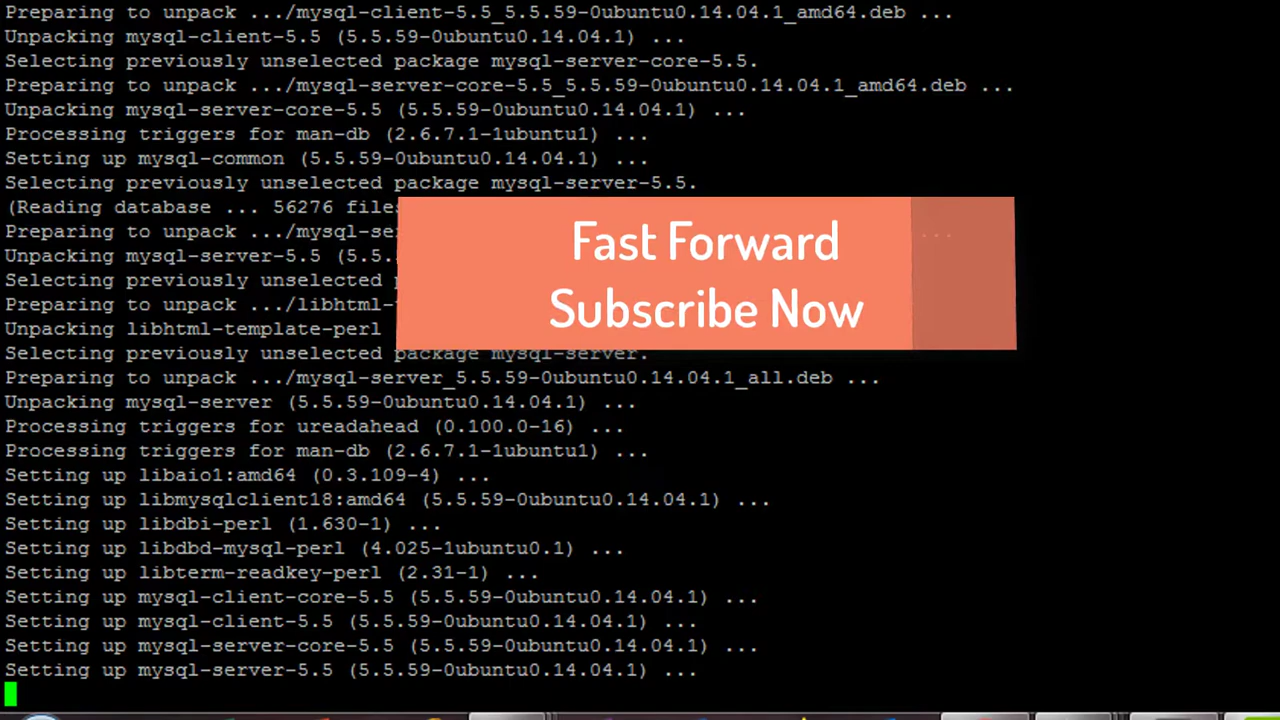 Preparing to unpack .../mysql-client-5.5_5.5.59-0ubuntu0.14.04.1_amd64.deb ...
Unpacking mysql-client-5.5 (5.5.59-0ubuntu0.14.04.1) ...
Selecting previously unselected package mysql-server-core-5.5.
Preparing to unpack .../mysql-server-core-5.5_5.5.59-0ubuntu0.14.04.1_amd64.deb ...
Unpacking mysql-server-core-5.5 (5.5.59-0ubuntu0.14.04.1) ...
Processing triggers for man-db (2.6.7.1-1ubuntu1) ...
Setting up mysql-common (5.5.59-0ubuntu0.14.04.1) ...
Selecting previously unselected package mysql-server-5.5.
(Reading database ... 56276 files
Preparing to unpack .../mysql-se ...
Unpacking mysql-server-5.5 (5.5.
Selecting previously unselected
Preparing to unpack .../libhtml-
Unpacking libhtml-template-perl
Selecting previously unselected package mysql-server.
Preparing to unpack .../mysql-server_5.5.59-0ubuntu0.14.04.1_all.deb ...
Unpacking mysql-server (5.5.59-0ubuntu0.14.04.1) ...
Processing triggers for ureadahead (0.100.0-16) ...
Processing triggers for man-db (2.6.7.1-1ubuntu1) ...
Setting up libaio1:amd64 (0.3.109-4) ...
Setting up libmysqlclient18:amd64 (5.5.59-0ubuntu0.14.04.1) ...
Setting up libdbi-perl (1.630-1) ...
Setting up libdbd-mysql-perl (4.025-1ubuntu0.1) ...
Setting up libterm-readkey-perl (2.31-1) ...
Setting up mysql-client-core-5.5 (5.5.59-0ubuntu0.14.04.1) ...
Setting up mysql-client-5.5 (5.5.59-0ubuntu0.14.04.1) ...
Setting up mysql-server-core-5.5 (5.5.59-0ubuntu0.14.04.1) ...
Setting up mysql-server-5.5 (5.5.59-0ubuntu0.14.04.1) ...
Fast Forward
Subscribe Now